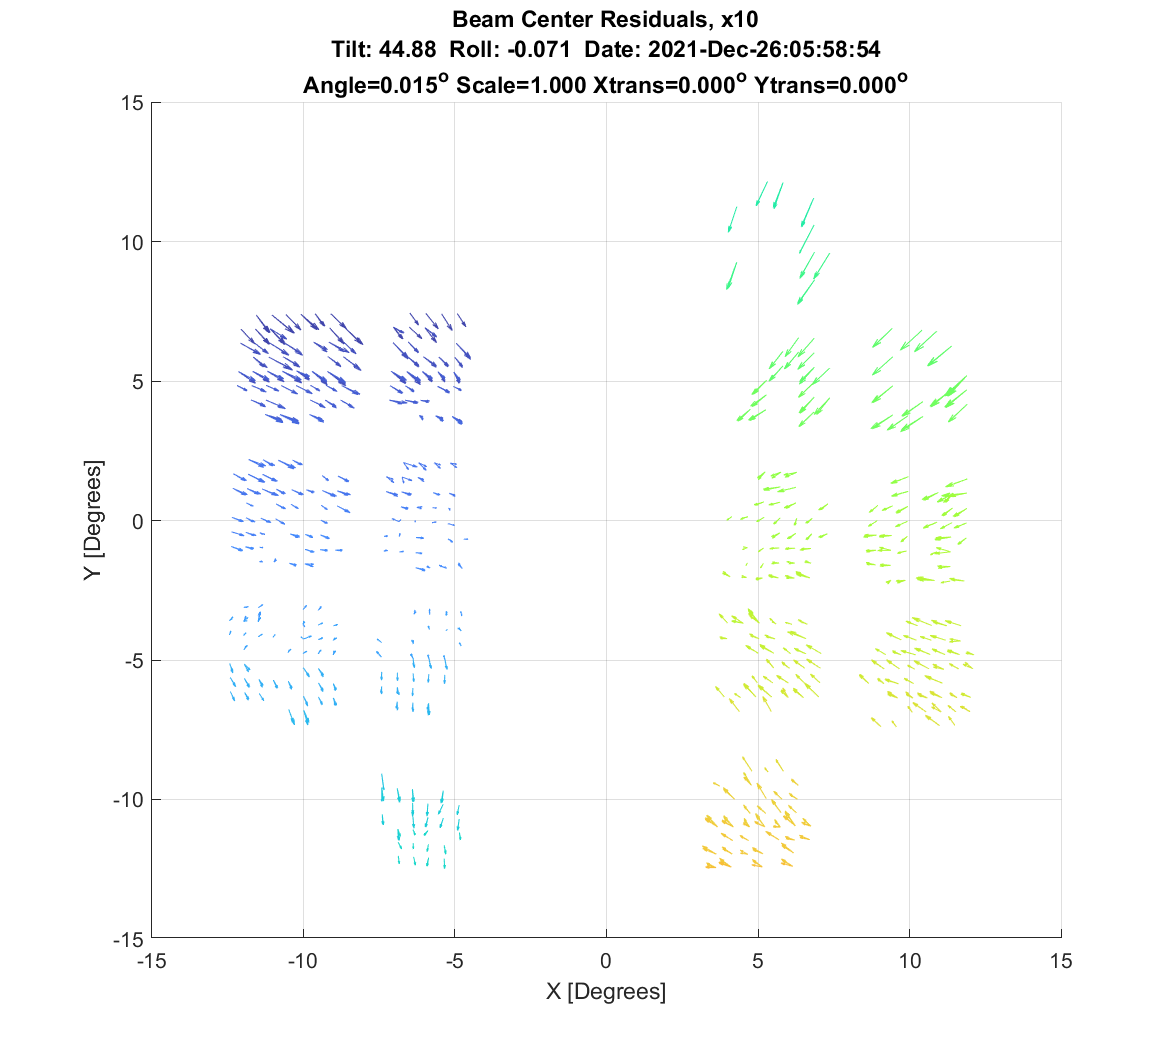 Beam Center Residuals, x10
Tilt: 44.88 Roll: -0.071 Date: 2021-Dec-26:05:58:54
Angle=0.015° Scale=1.000 Xtrans=0.000° Ytrans=0.000°
15
10
5
0
-5
-10
-15
Y [Degrees]
-15 -10 -5 0 5 10 15
X [Degrees]